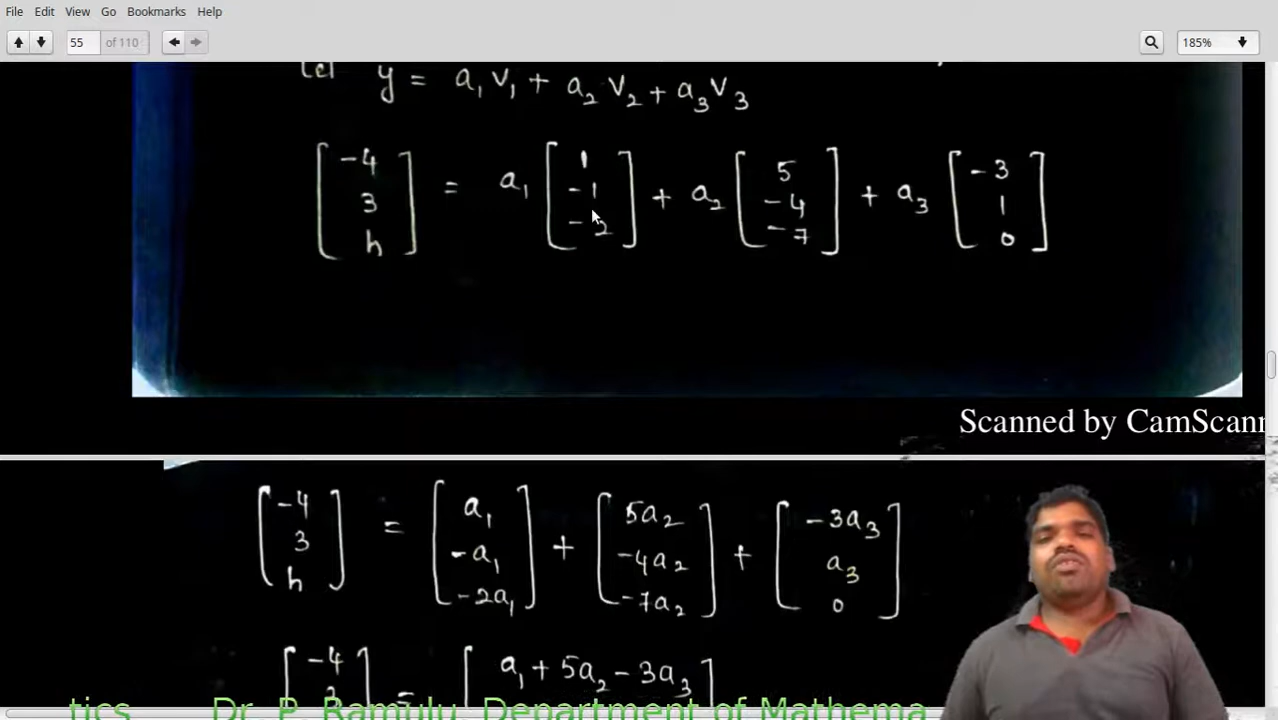 File Edit View Go Bookmarks Help
55 of 110 185%
Let y = a₁v₁ + a₂v₂ + a₃v₃
[-4 3 h] = a₁ [1 -1 -2] + a₂ [5 -4 -7] + a₃ [-3 1 0]
Scanned by CamScann
[-4 3 h] = [a₁ -a₁ -2a₁] + [5a₂ -4a₂ -7a₂] + [-3a₃ a₃ 0]
[-4 = [a₁ + 5a₂ - 3a₃]
tics Dr. P. Ramulu, Department of Mathema